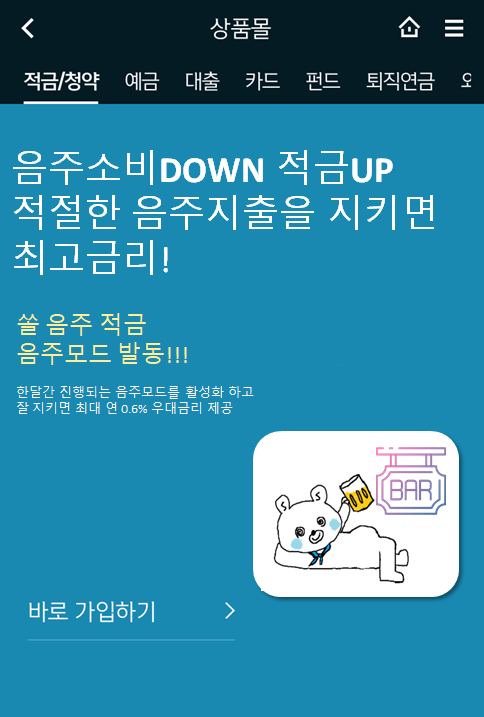 상품몰
적금/청약 예금 대출 카드 펀드 퇴직연금
음주소비DOWN 적금UP
적절한 음주지출을 지키면
최고금리!
쏠 음주 적금
음주모드 발동!!!
한달간 진행되는 음주모드를 활성화 하고
잘 지키면 최대 연 0.6% 우대금리 제공
BAR
바로 가입하기